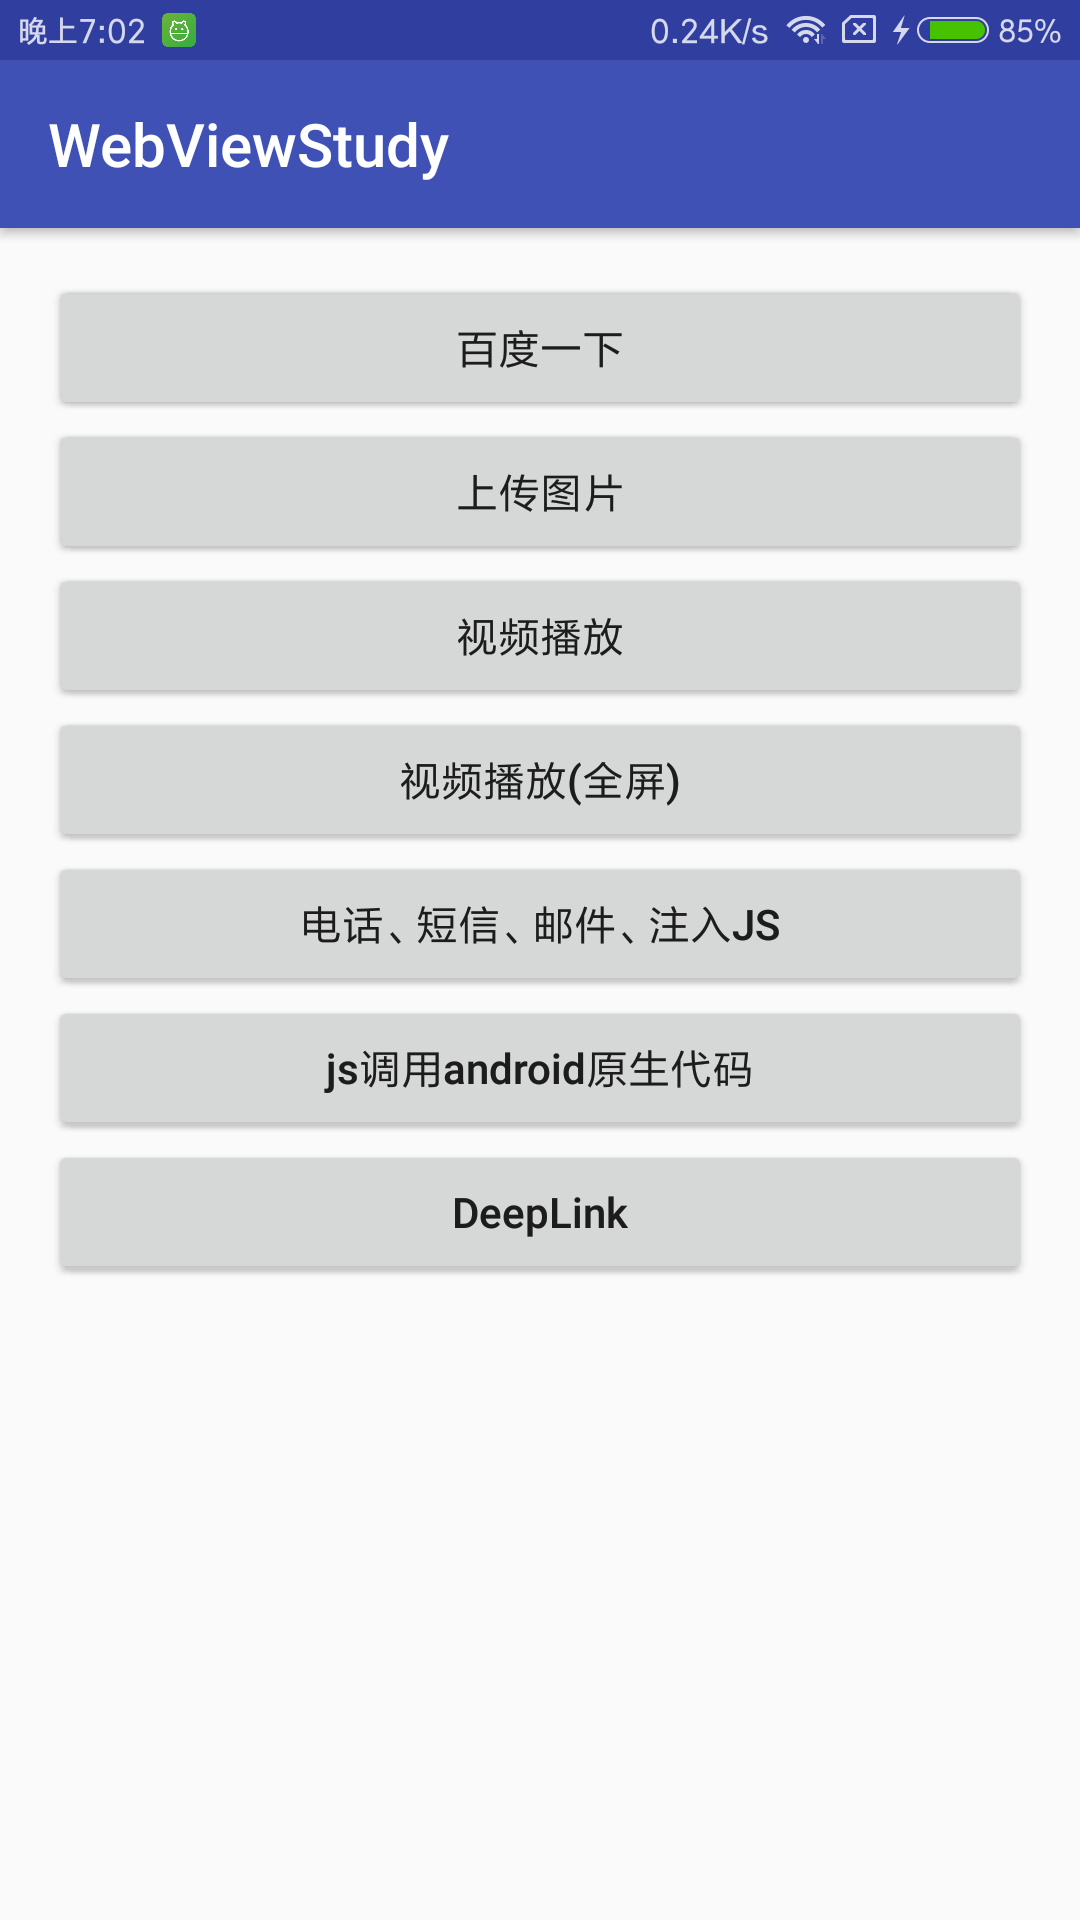 晚上7:02 0.24K/s 85%
WebViewStudy
百度一下
上传图片
视频播放
视频播放(全屏)
电话、短信、邮件、注入JS
js调用android原生代码
DeepLink